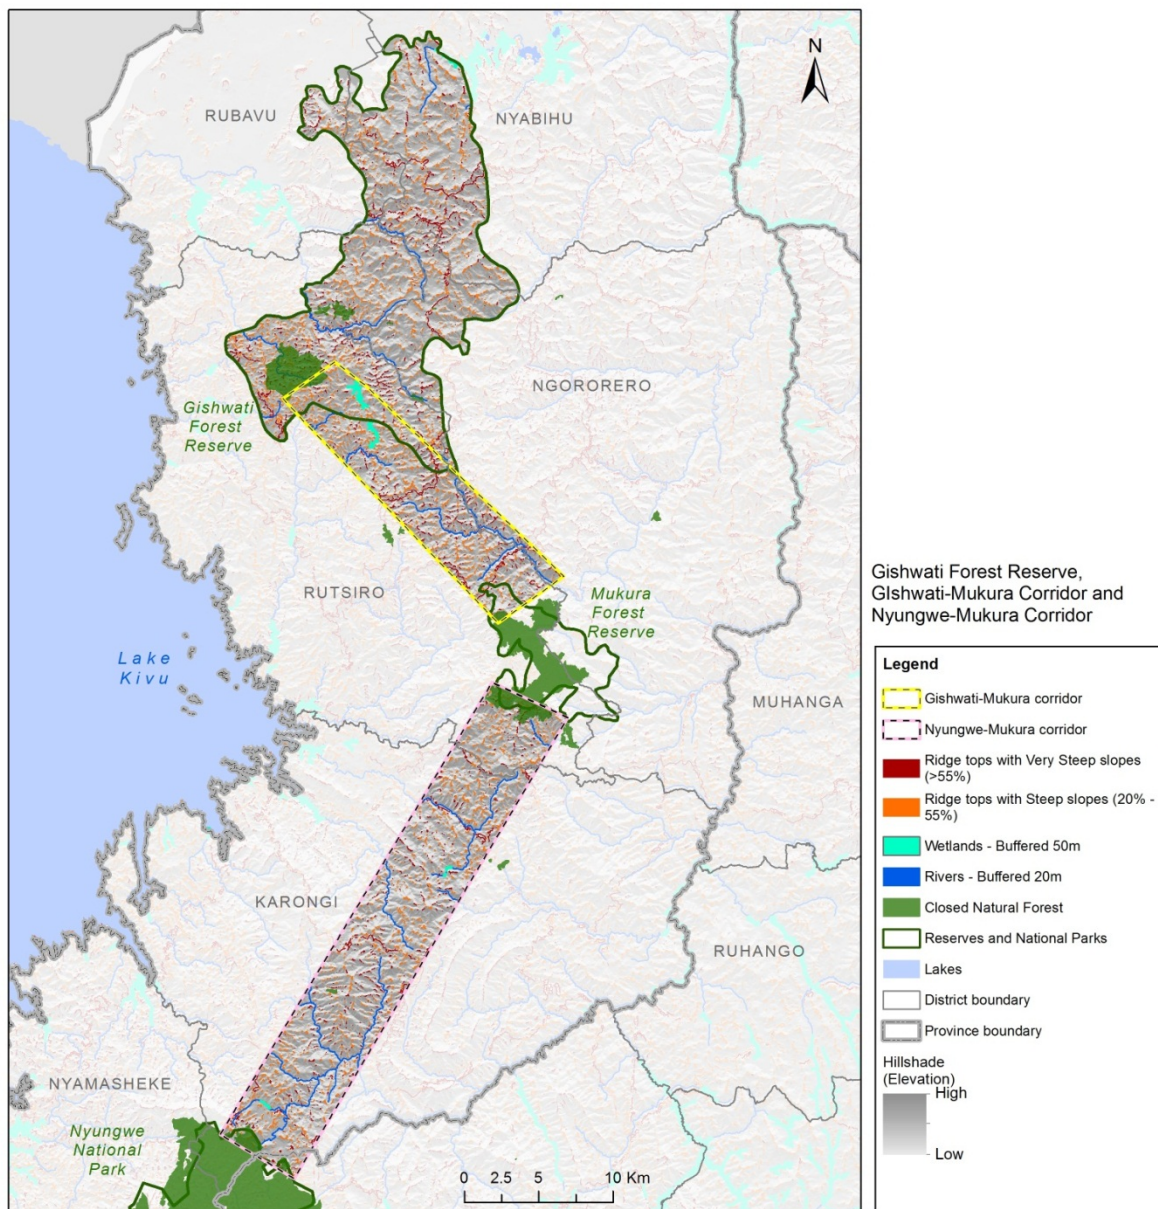 N
RUBAVU
NYABIHU
NGORORERO
Gishwati
Forest
Reserve
RUTSIRO
Mukura
Forest
Reserve
Lake
Kivu
MUHANGA
KARONGI
RUHANGO
NYAMASHEKE
Nyungwe
National
Park
0 2.5 5 10 Km
Gishwati Forest Reserve,
GIshwati-Mukura Corridor and
Nyungwe-Mukura Corridor
Legend
Gishwati-Mukura corridor
Nyungwe-Mukura corridor
Ridge tops with Very Steep slopes
(>55%)
Ridge tops with Steep slopes (20% -
55%)
Wetlands - Buffered 50m
Rivers - Buffered 20m
Closed Natural Forest
Reserves and National Parks
Lakes
District boundary
Province boundary
Hillshade
(Elevation)
High
Low